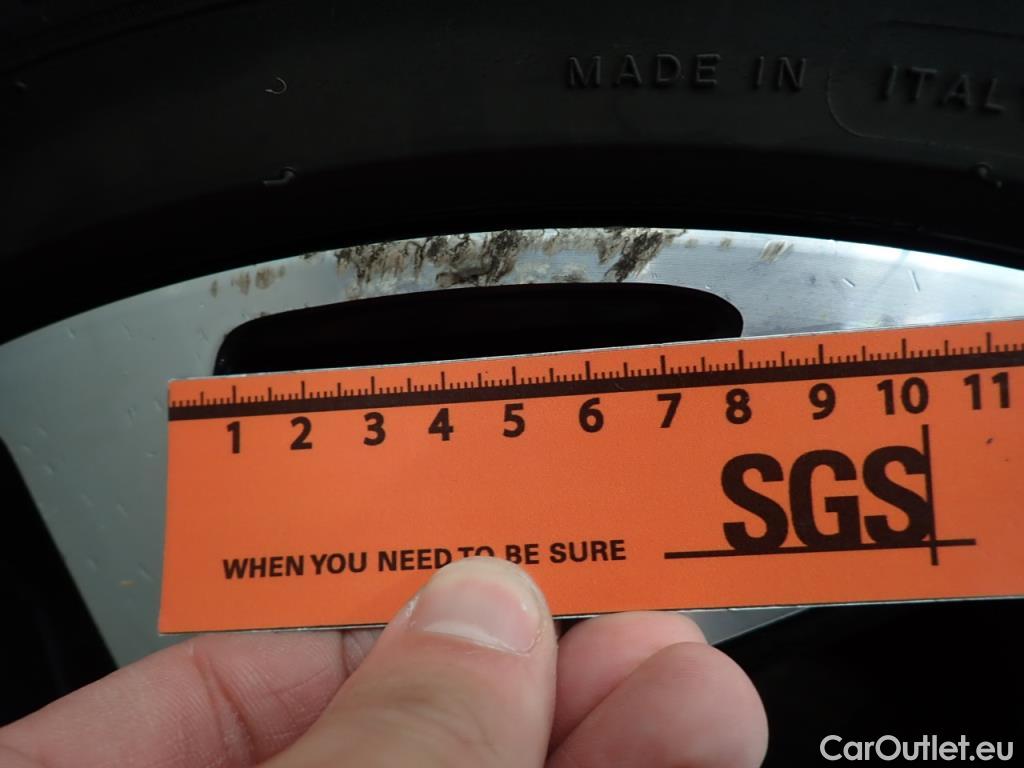 MADE IN ITALY
1 2 3 4 5 6 7 8 9 10 11
SGS
WHEN YOU NEED TO BE SURE
CarOutlet.eu